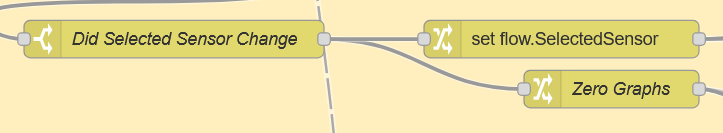 Did Selected Sensor Change
set flow.SelectedSensor
Zero Graphs